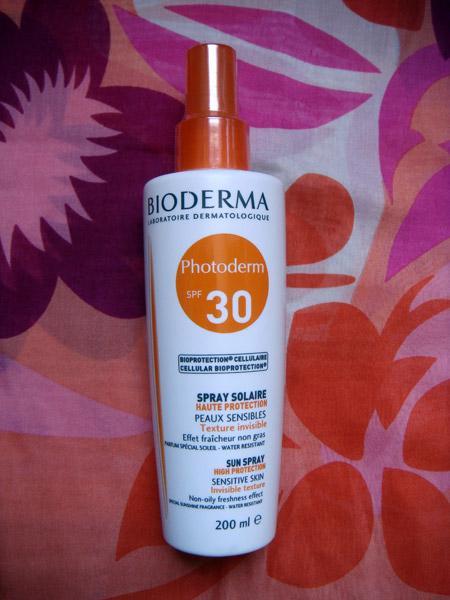 BIODERMA
LABORATOIRE DERMATOLOGIQUE
Photoderm
SPF 30
BIOPROTECTION® CELLULAIRE
CELLULAR BIOPROTECTION®
SPRAY SOLAIRE
HAUTE PROTECTION
PEAUX SENSIBLES
Texture invisible
Effet fraîcheur non gras
PARFUM SPÉCIAL SOLEIL - WATER RESISTANT
SUN SPRAY
HIGH PROTECTION
SENSITIVE SKIN
Invisible texture
Non-oily freshness effect
SPECIAL SUNSHINE FRAGRANCE - WATER RESISTANT
200 ml ℮